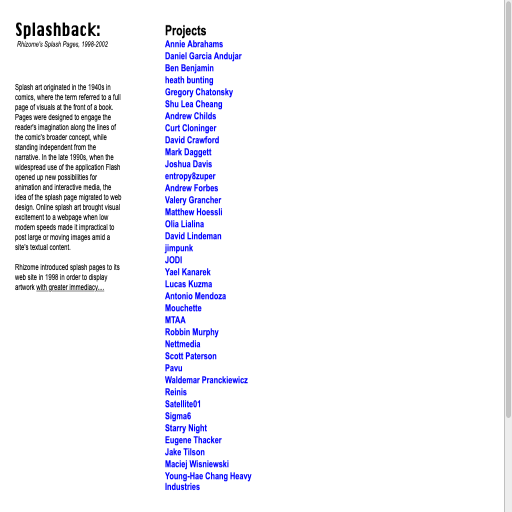 Splashback:
Rhizome's Splash Pages, 1998-2002
Splash art originated in the 1940s in
comics, where the term referred to a full
page of visuals at the front of a book.
Pages were designed to engage the
reader's imagination along the lines of
the comic's broader concept, while
standing independent from the
narrative. In the late 1990s, when the
widespread use of the application Flash
opened up new possibilities for
animation and interactive media, the
idea of the splash page migrated to web
design. Online splash art brought visual
excitement to a webpage when low
modem speeds made it impractical to
post large or moving images amid a
site's textual content.
Rhizome introduced splash pages to its
web site in 1998 in order to display
artwork with greater immediacy....
Projects
Annie Abrahams
Daniel Garcia Andujar
Ben Benjamin
heath bunting
Gregory Chatonsky
Shu Lea Cheang
Andrew Childs
Curt Cloninger
David Crawford
Mark Daggett
Joshua Davis
entropy8zuper
Andrew Forbes
Valery Grancher
Matthew Hoessli
Olia Lialina
David Lindeman
jimpunk
JODI
Yael Kanarek
Lucas Kuzma
Antonio Mendoza
Mouchette
MTAA
Robbin Murphy
Nettmedia
Scott Paterson
Pavu
Waldemar Pranckiewicz
Reinis
Satellite01
Sigma6
Starry Night
Eugene Thacker
Jake Tilson
Maciej Wisniewski
Young-Hae Chang Heavy
Industries